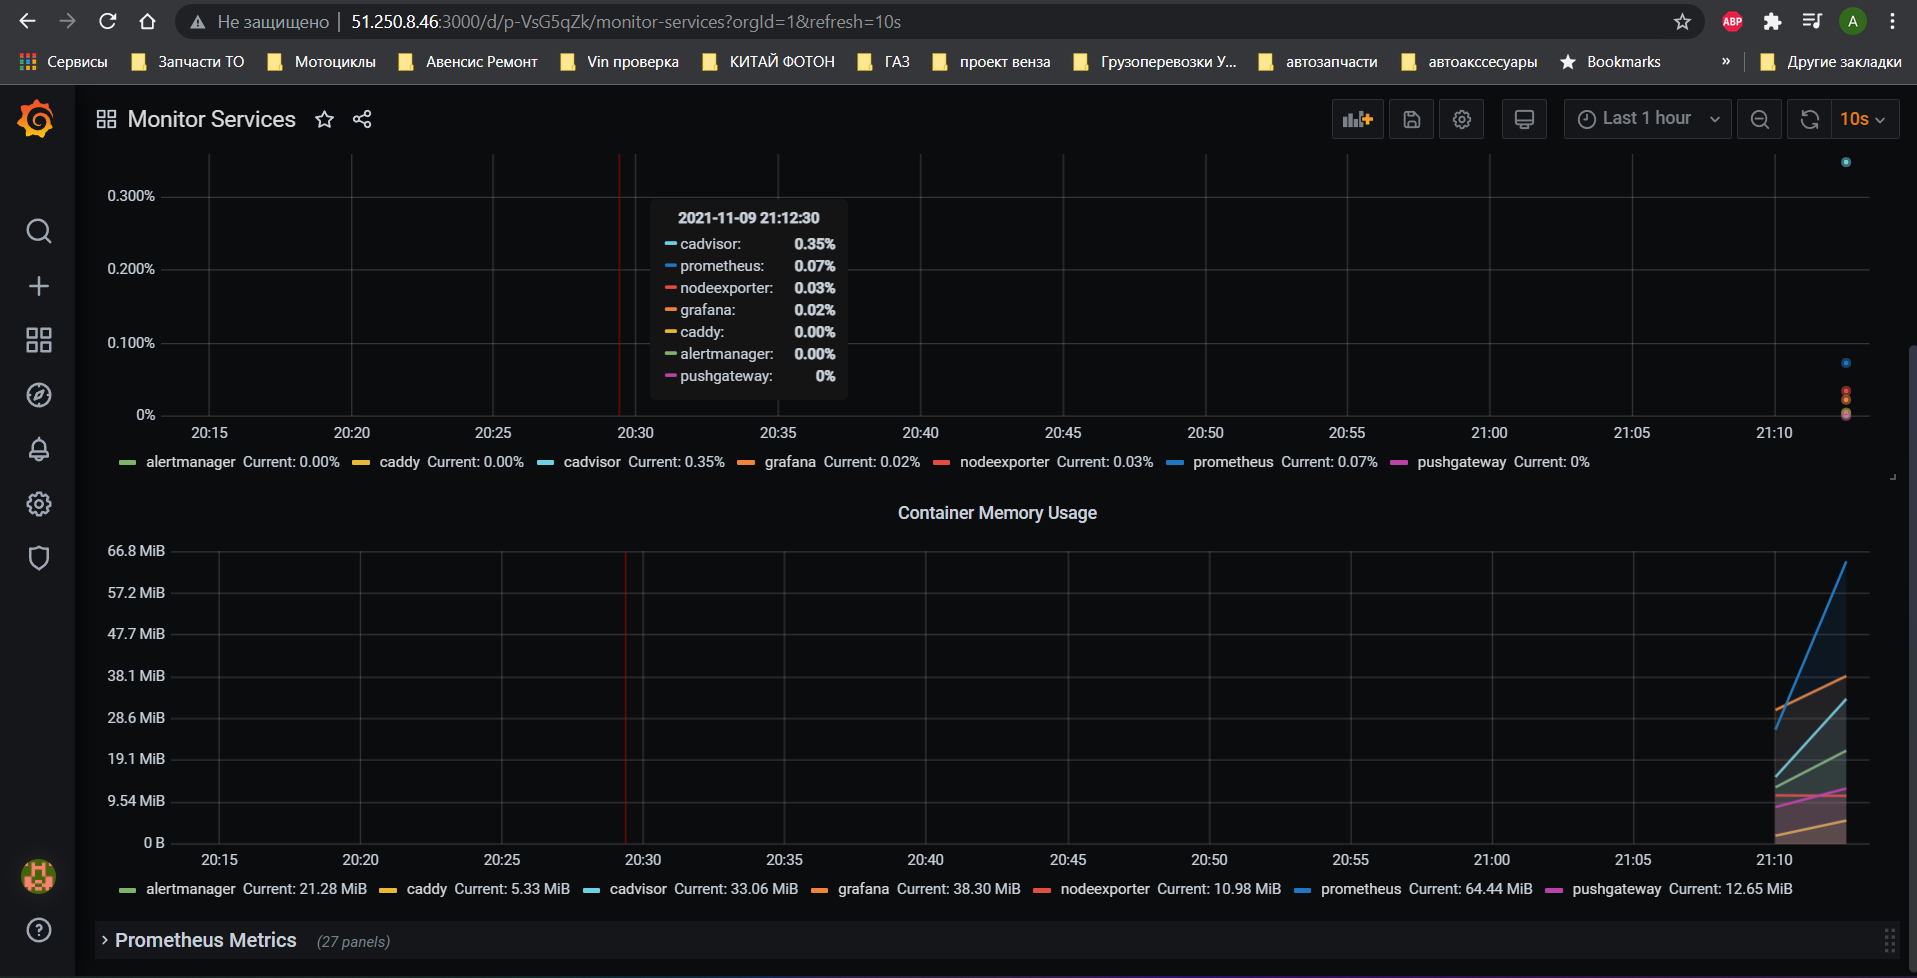 Не защищено 51.250.8.46:3000/d/p-VsG5qZk/monitor-services?orgId=1&refresh=10s ABP A
Сервисы Запчасти ТО Мотоциклы Авенсис Ремонт Vin проверка КИТАЙ ФОТОН ГАЗ проект венза Грузоперевозки У... автозапчасти автоакссесуары Bookmarks » Другие закладки
Monitor Services Last 1 hour 10s
0.300%
0.200%
0.100%
0%
2021-11-09 21:12:30
cadvisor: 0.35%
prometheus: 0.07%
nodeexporter: 0.03%
grafana: 0.02%
caddy: 0.00%
alertmanager: 0.00%
pushgateway: 0%
20:15 20:20 20:25 20:30 20:35 20:40 20:45 20:50 20:55 21:00 21:05 21:10
alertmanager Current: 0.00% caddy Current: 0.00% cadvisor Current: 0.35% grafana Current: 0.02% nodeexporter Current: 0.03% prometheus Current: 0.07% pushgateway Current: 0%
Container Memory Usage
66.8 MiB
57.2 MiB
47.7 MiB
38.1 MiB
28.6 MiB
19.1 MiB
9.54 MiB
0 B
20:15 20:20 20:25 20:30 20:35 20:40 20:45 20:50 20:55 21:00 21:05 21:10
alertmanager Current: 21.28 MiB caddy Current: 5.33 MiB cadvisor Current: 33.06 MiB grafana Current: 38.30 MiB nodeexporter Current: 10.98 MiB prometheus Current: 64.44 MiB pushgateway Current: 12.65 MiB
Prometheus Metrics (27 panels)